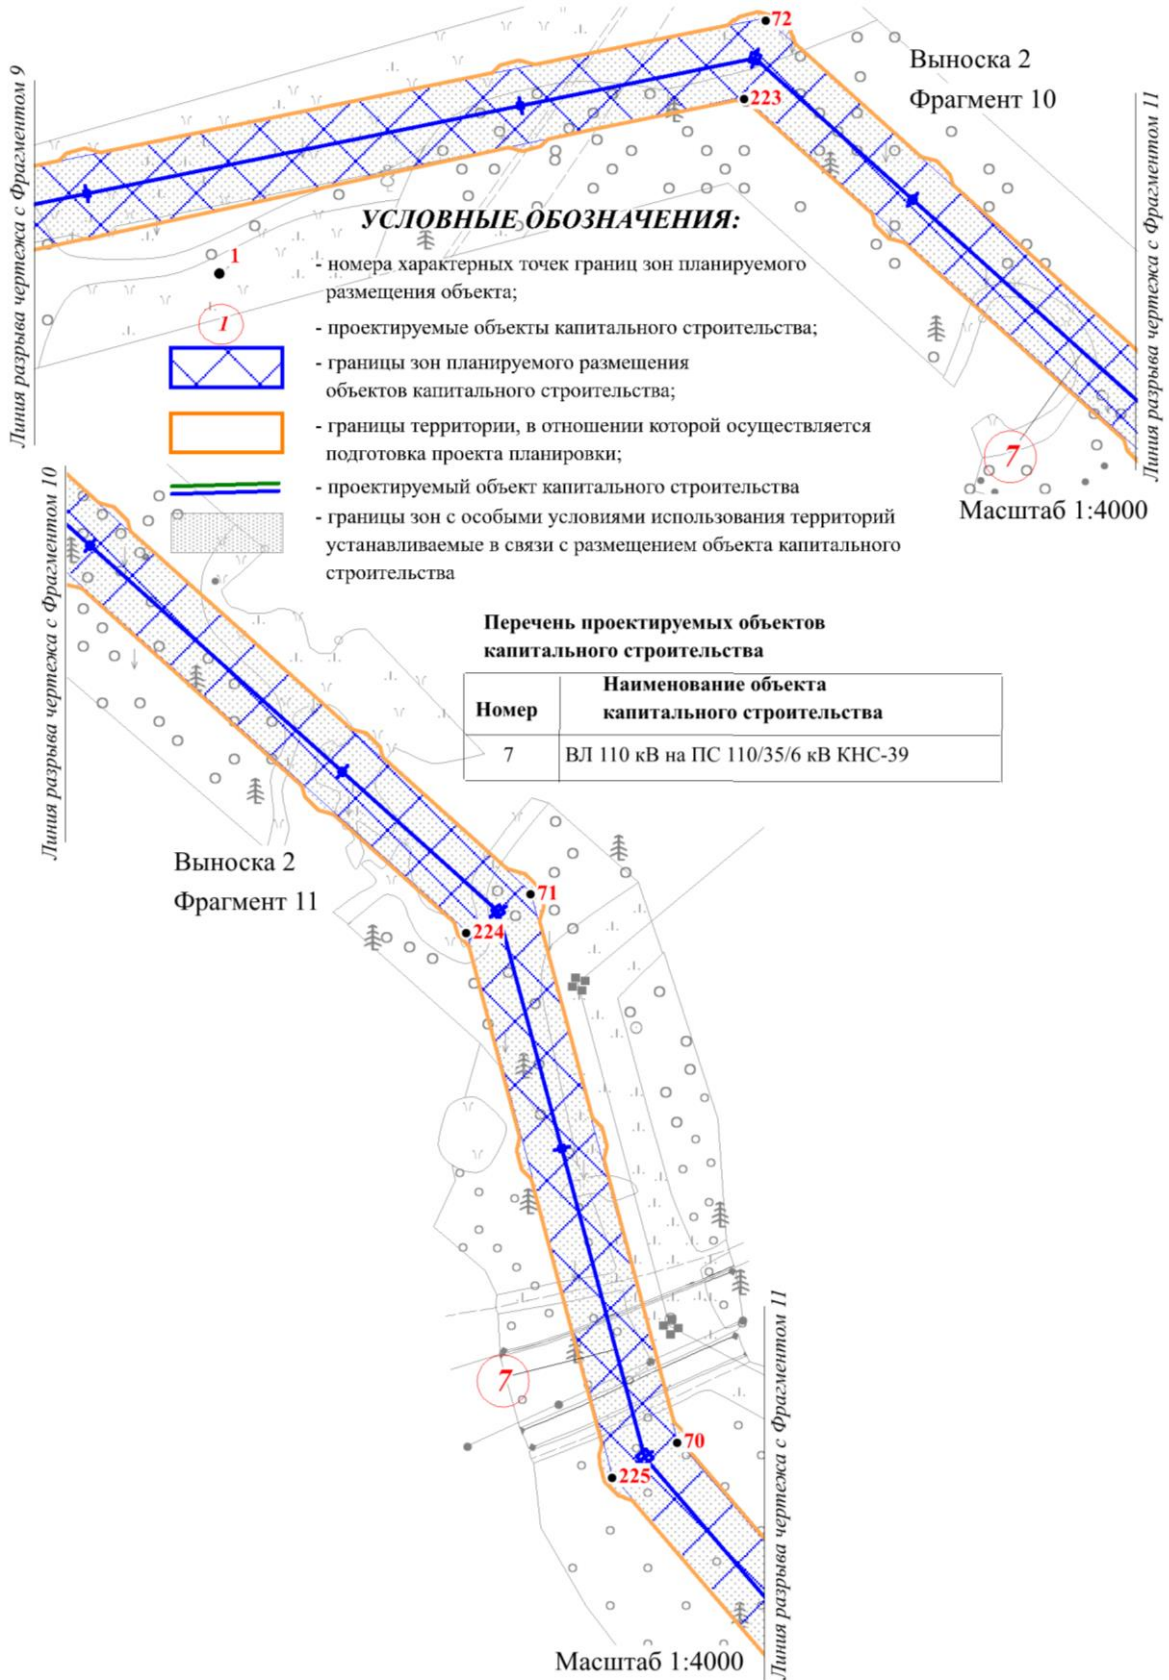 72
Выноска 2
Фрагмент 10
223
Линия разрыва чертежа с Фрагментом 9
Линия разрыва чертежа с Фрагментом 11
УСЛОВНЫЕ ОБОЗНАЧЕНИЯ:
1
- номера характерных точек границ зон планируемого
размещения объекта;
1
- проектируемые объекты капитального строительства;
- границы зон планируемого размещения
объектов капитального строительства;
- границы территории, в отношении которой осуществляется
подготовка проекта планировки;
- проектируемый объект капитального строительства
- границы зон с особыми условиями использования территорий
устанавливаемые в связи с размещением объекта капитального
строительства
7
Масштаб 1:4000
Линия разрыва чертежа с Фрагментом 10
Перечень проектируемых объектов
капитального строительства
Номер
Наименование объекта
капитального строительства
7
ВЛ 110 кВ на ПС 110/35/6 кВ КНС-39
Выноска 2
Фрагмент 11
71
224
7
70
225
Линия разрыва чертежа с Фрагментом 11
Масштаб 1:4000